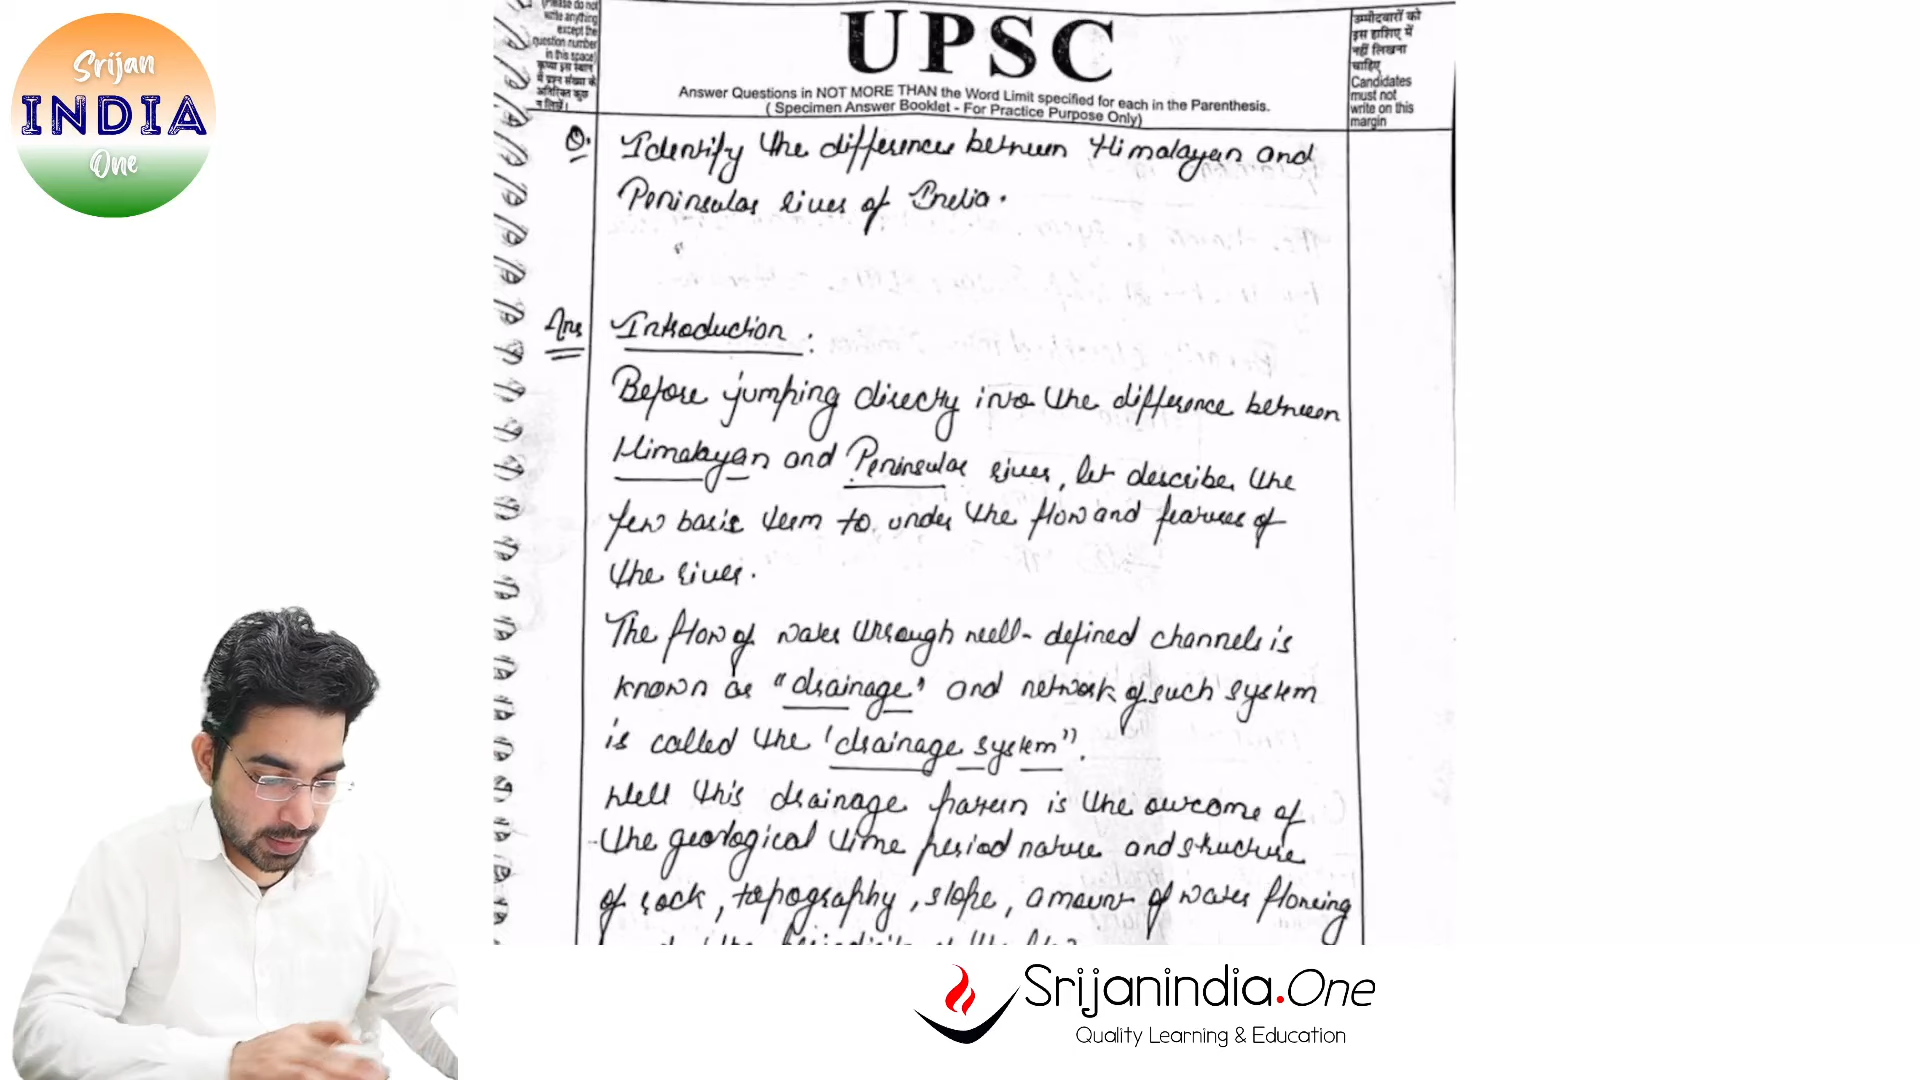 Srijan
INDIA
One
(Please do not
write anything
except the
question number
in this space)
कृपया इस स्थान
में प्रश्न संख्या के
अतिरिक्त कुछ
न लिखें।
UPSC
Answer Questions in NOT MORE THAN the Word Limit specified for each in the Parenthesis.
( Specimen Answer Booklet - For Practice Purpose Only)
उम्मीदवारों को
इस हाशिए में
नहीं लिखना
चाहिए
Candidates
must not
write on this
margin
Q. Identify the differences between Himalayan and
Peninsular rivers of India.
Ans Introduction :
Before jumping directly into the difference between
Himalayan and Peninsular rivers, let describe the
few basic term to under the flow and features of
the river.
The flow of water through well-defined channels is
known as "drainage" and network of such system
is called the 'drainage system".
Well this drainage pattern is the outcome of
the geological time period nature and structure
of rock, topography, slope, amount of water flowing
Srijanindia.One
Quality Learning & Education